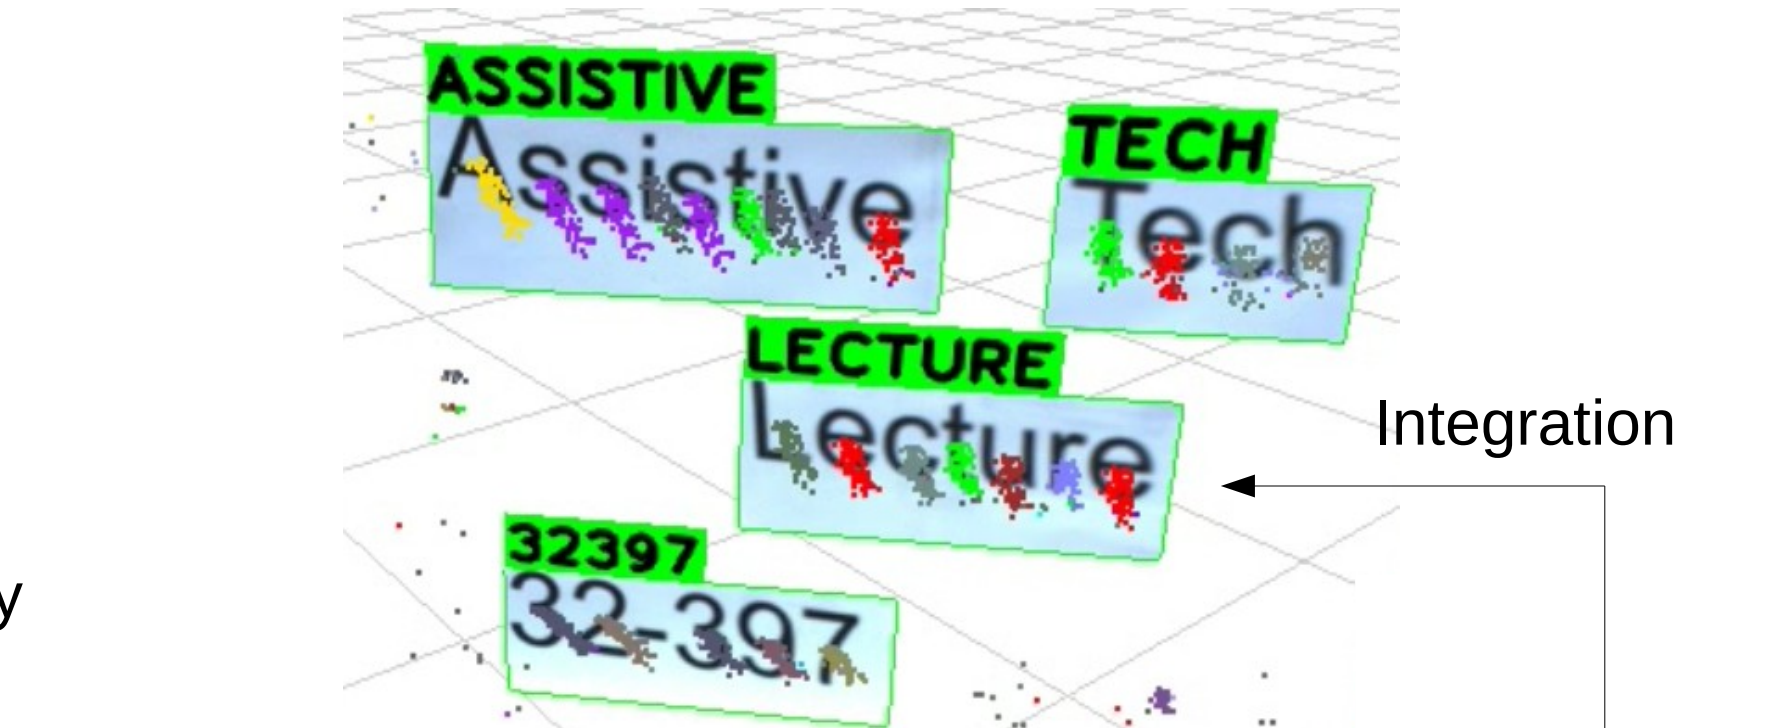 ASSISTIVE
Assistive
TECH
Tech
LECTURE
Lecture
Integration
32397
32-397
y